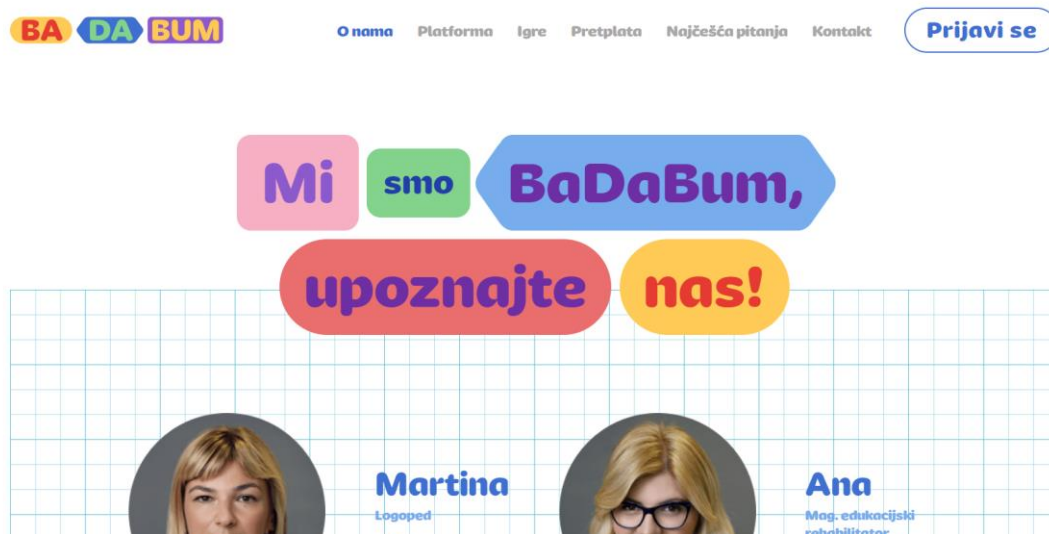 BA DA BUM
O nama Platforma Igre Pretplata Najčešća pitanja Kontakt Prijavi se
Mi smo BaDaBum,
upoznajte nas!
Martina
Logoped
Ana
Mag. edukacijski
rehabilitator